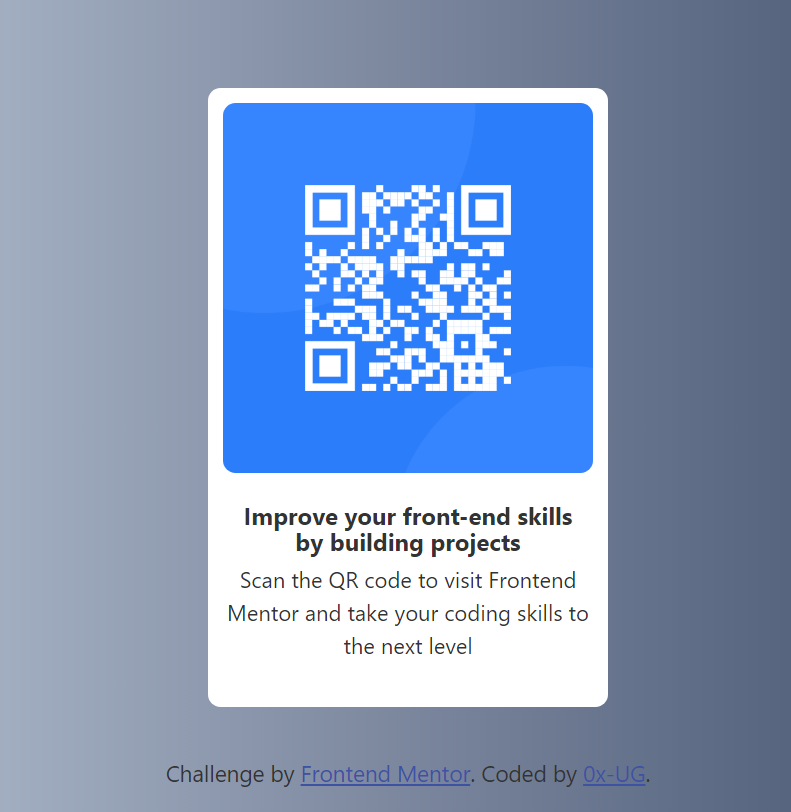 Improve your front-end skills
by building projects
Scan the QR code to visit Frontend
Mentor and take your coding skills to
the next level
Challenge by Frontend Mentor. Coded by 0x-UG.